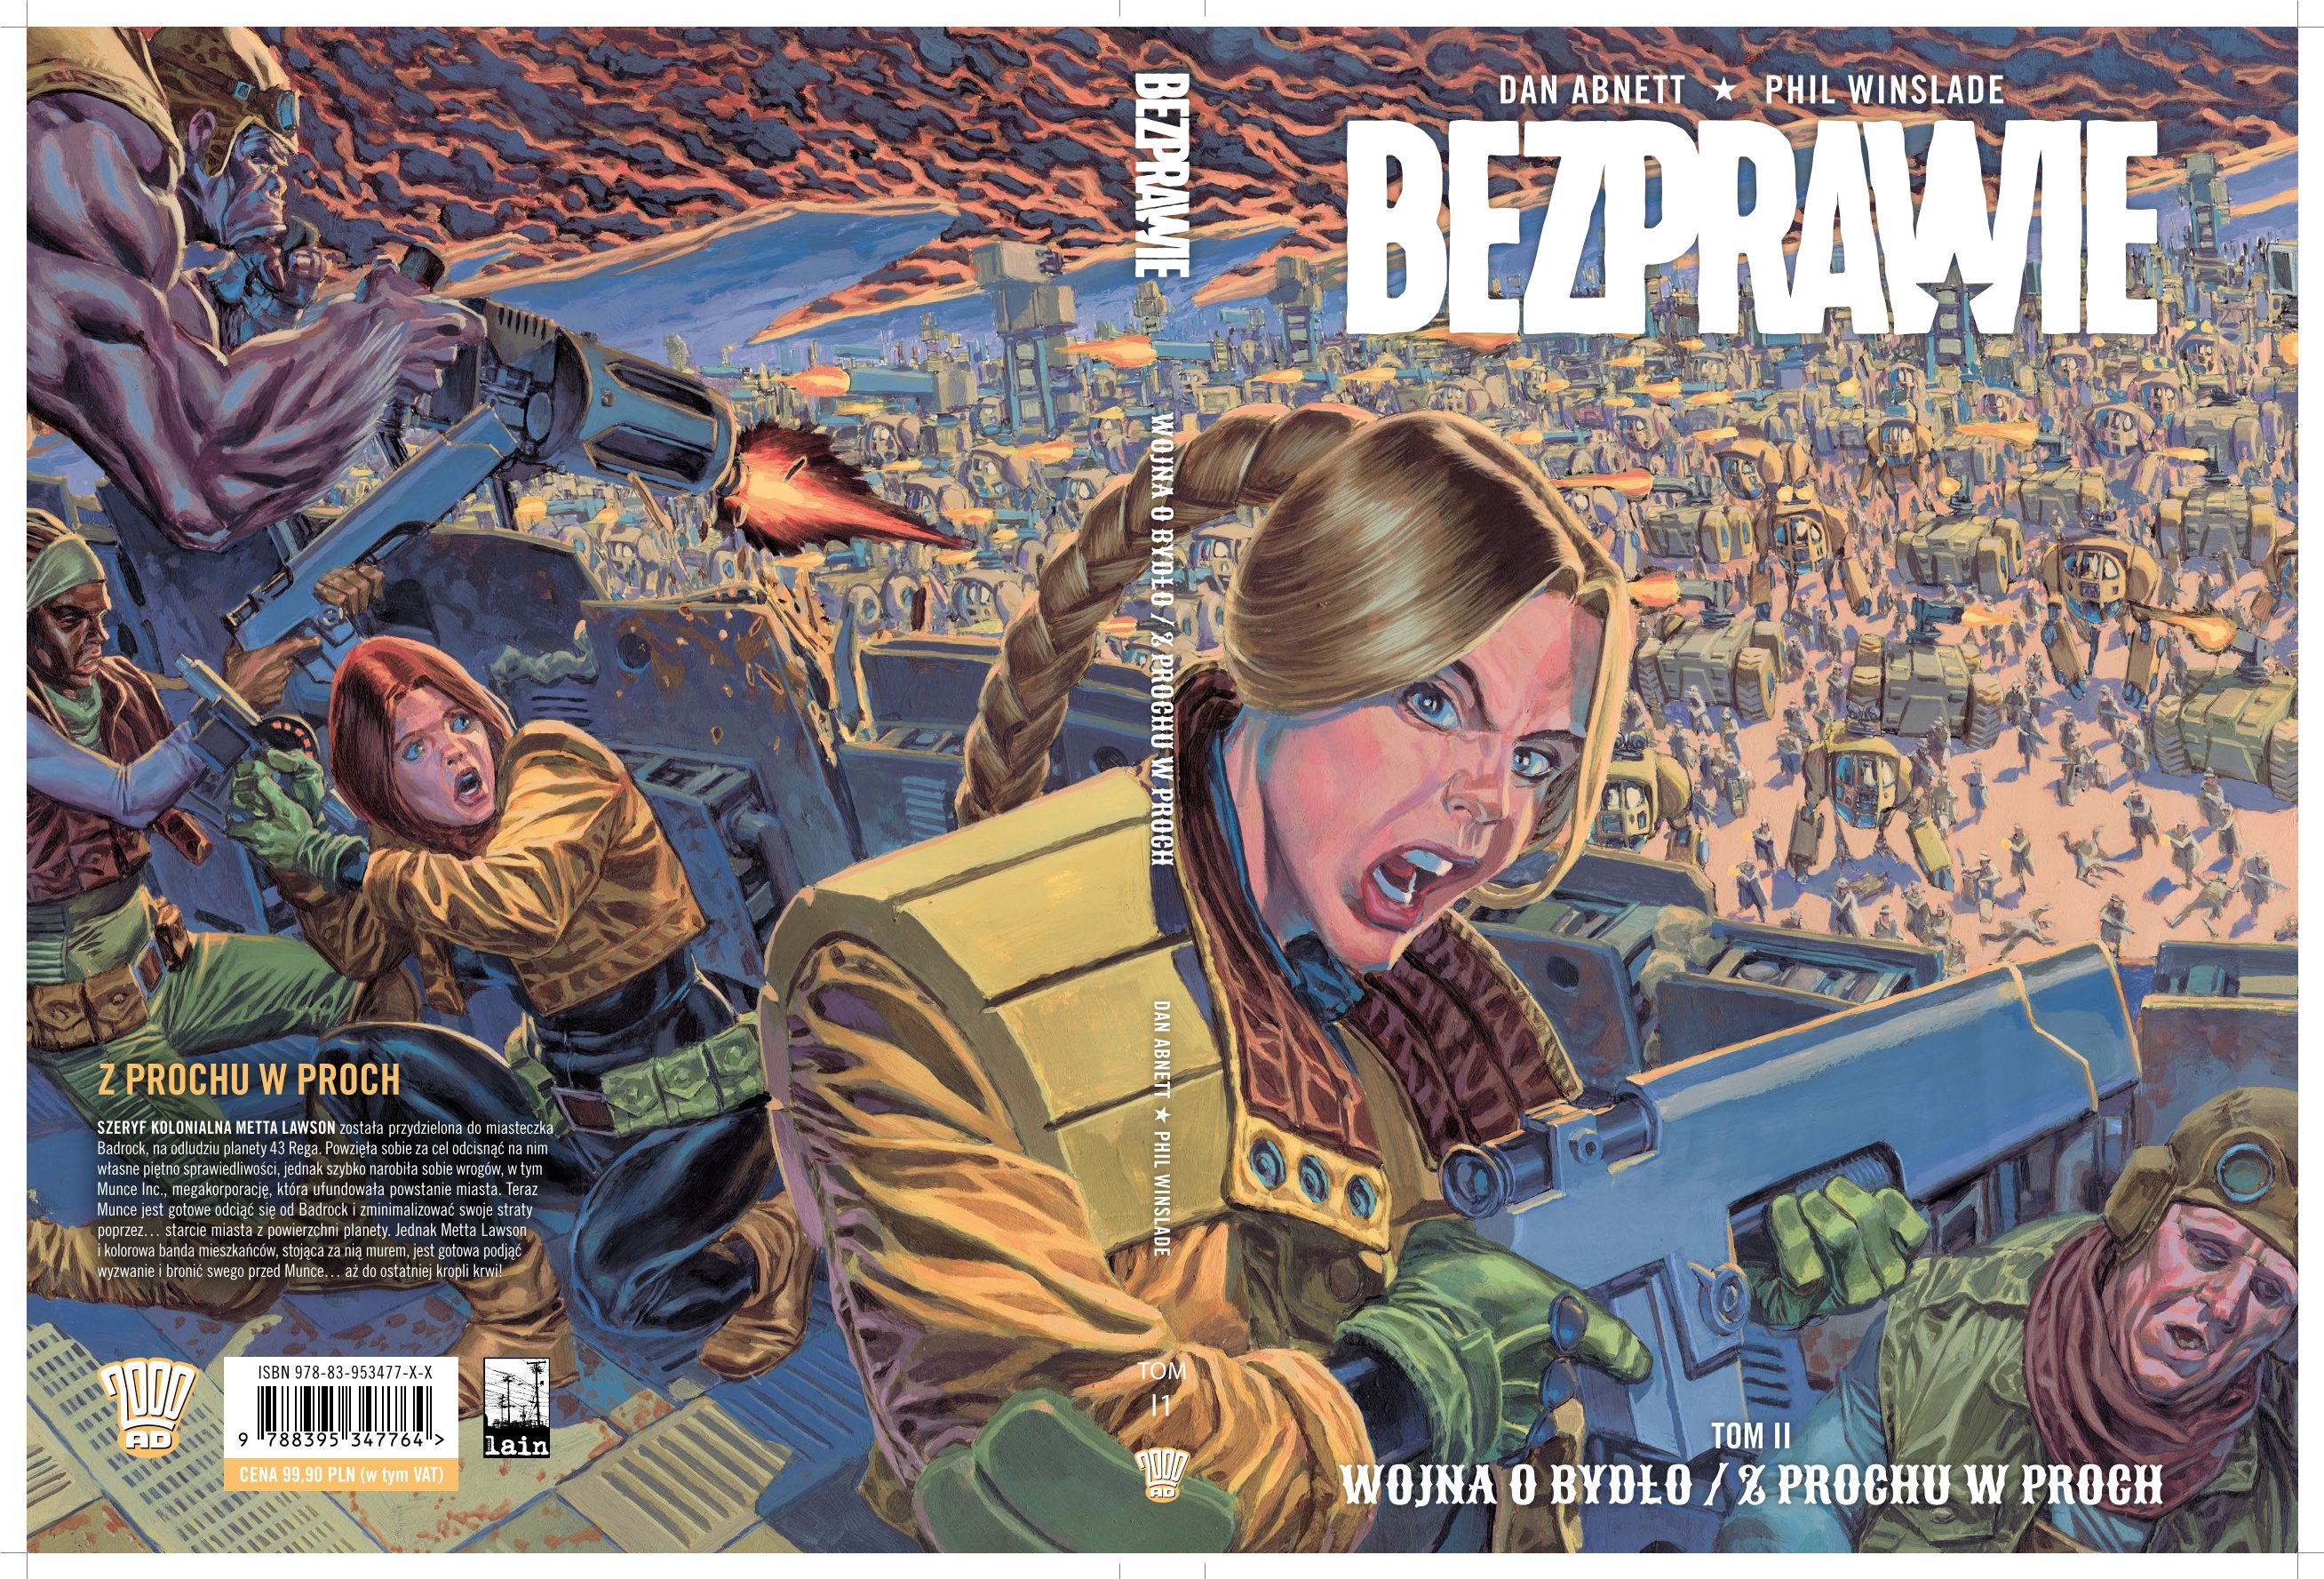 DAN ABNETT ★ PHIL WINSLADE
BEZPRAWIE
TOM II
WOJNA O BYDŁO / Z PROCHU W PROCH
BEZPRAWIE
WOJNA O BYDŁO / Z PROCHU W PROCH
DAN ABNETT ★ PHIL WINSLADE
TOM
I1
2000
AD
Z PROCHU W PROCH
SZERYF KOLONIALNA METTA LAWSON została przydzielona do miasteczka
Badrock, na odludziu planety 43 Rega. Powzięła sobie za cel odcisnąć na nim
własne piętno sprawiedliwości, jednak szybko narobiła sobie wrogów, w tym
Munce Inc., megakorporację, która ufundowała powstanie miasta. Teraz
Munce jest gotowe odciąć się od Badrock i zminimalizować swoje straty
poprzez... starcie miasta z powierzchni planety. Jednak Metta Lawson
i kolorowa banda mieszkańców, stojąca za nią murem, jest gotowa podjąć
wyzwanie i bronić swego przed Munce... aż do ostatniej kropli krwi!
2000
AD
ISBN 978-83-953477-X-X
9 788395 347764 >
CENA 99,90 PLN (w tym VAT)
lain